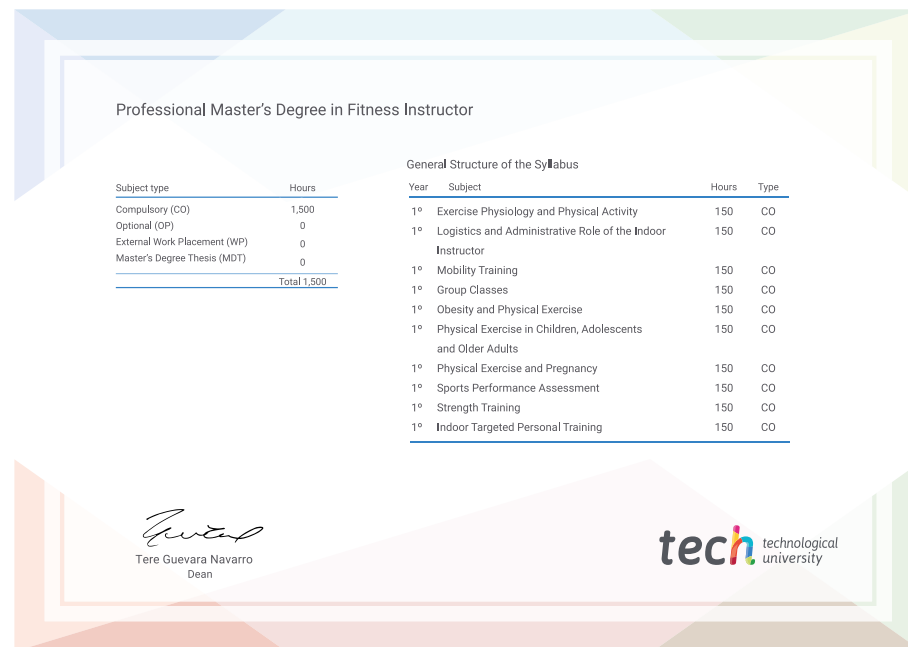 Professional Master's Degree in Fitness Instructor
General Structure of the Syllabus
Subject type Hours
Compulsory (CO) 1,500
Optional (OP) 0
External Work Placement (WP) 0
Master's Degree Thesis (MDT) 0
Total 1,500
Year Subject Hours Type
1º Exercise Physiology and Physical Activity 150 CO
1º Logistics and Administrative Role of the Indoor 150 CO
Instructor
1º Mobility Training 150 CO
1º Group Classes 150 CO
1º Obesity and Physical Exercise 150 CO
1º Physical Exercise in Children, Adolescents 150 CO
and Older Adults
1º Physical Exercise and Pregnancy 150 CO
1º Sports Performance Assessment 150 CO
1º Strength Training 150 CO
1º Indoor Targeted Personal Training 150 CO
Tere Guevara Navarro
Dean
tech technological
university